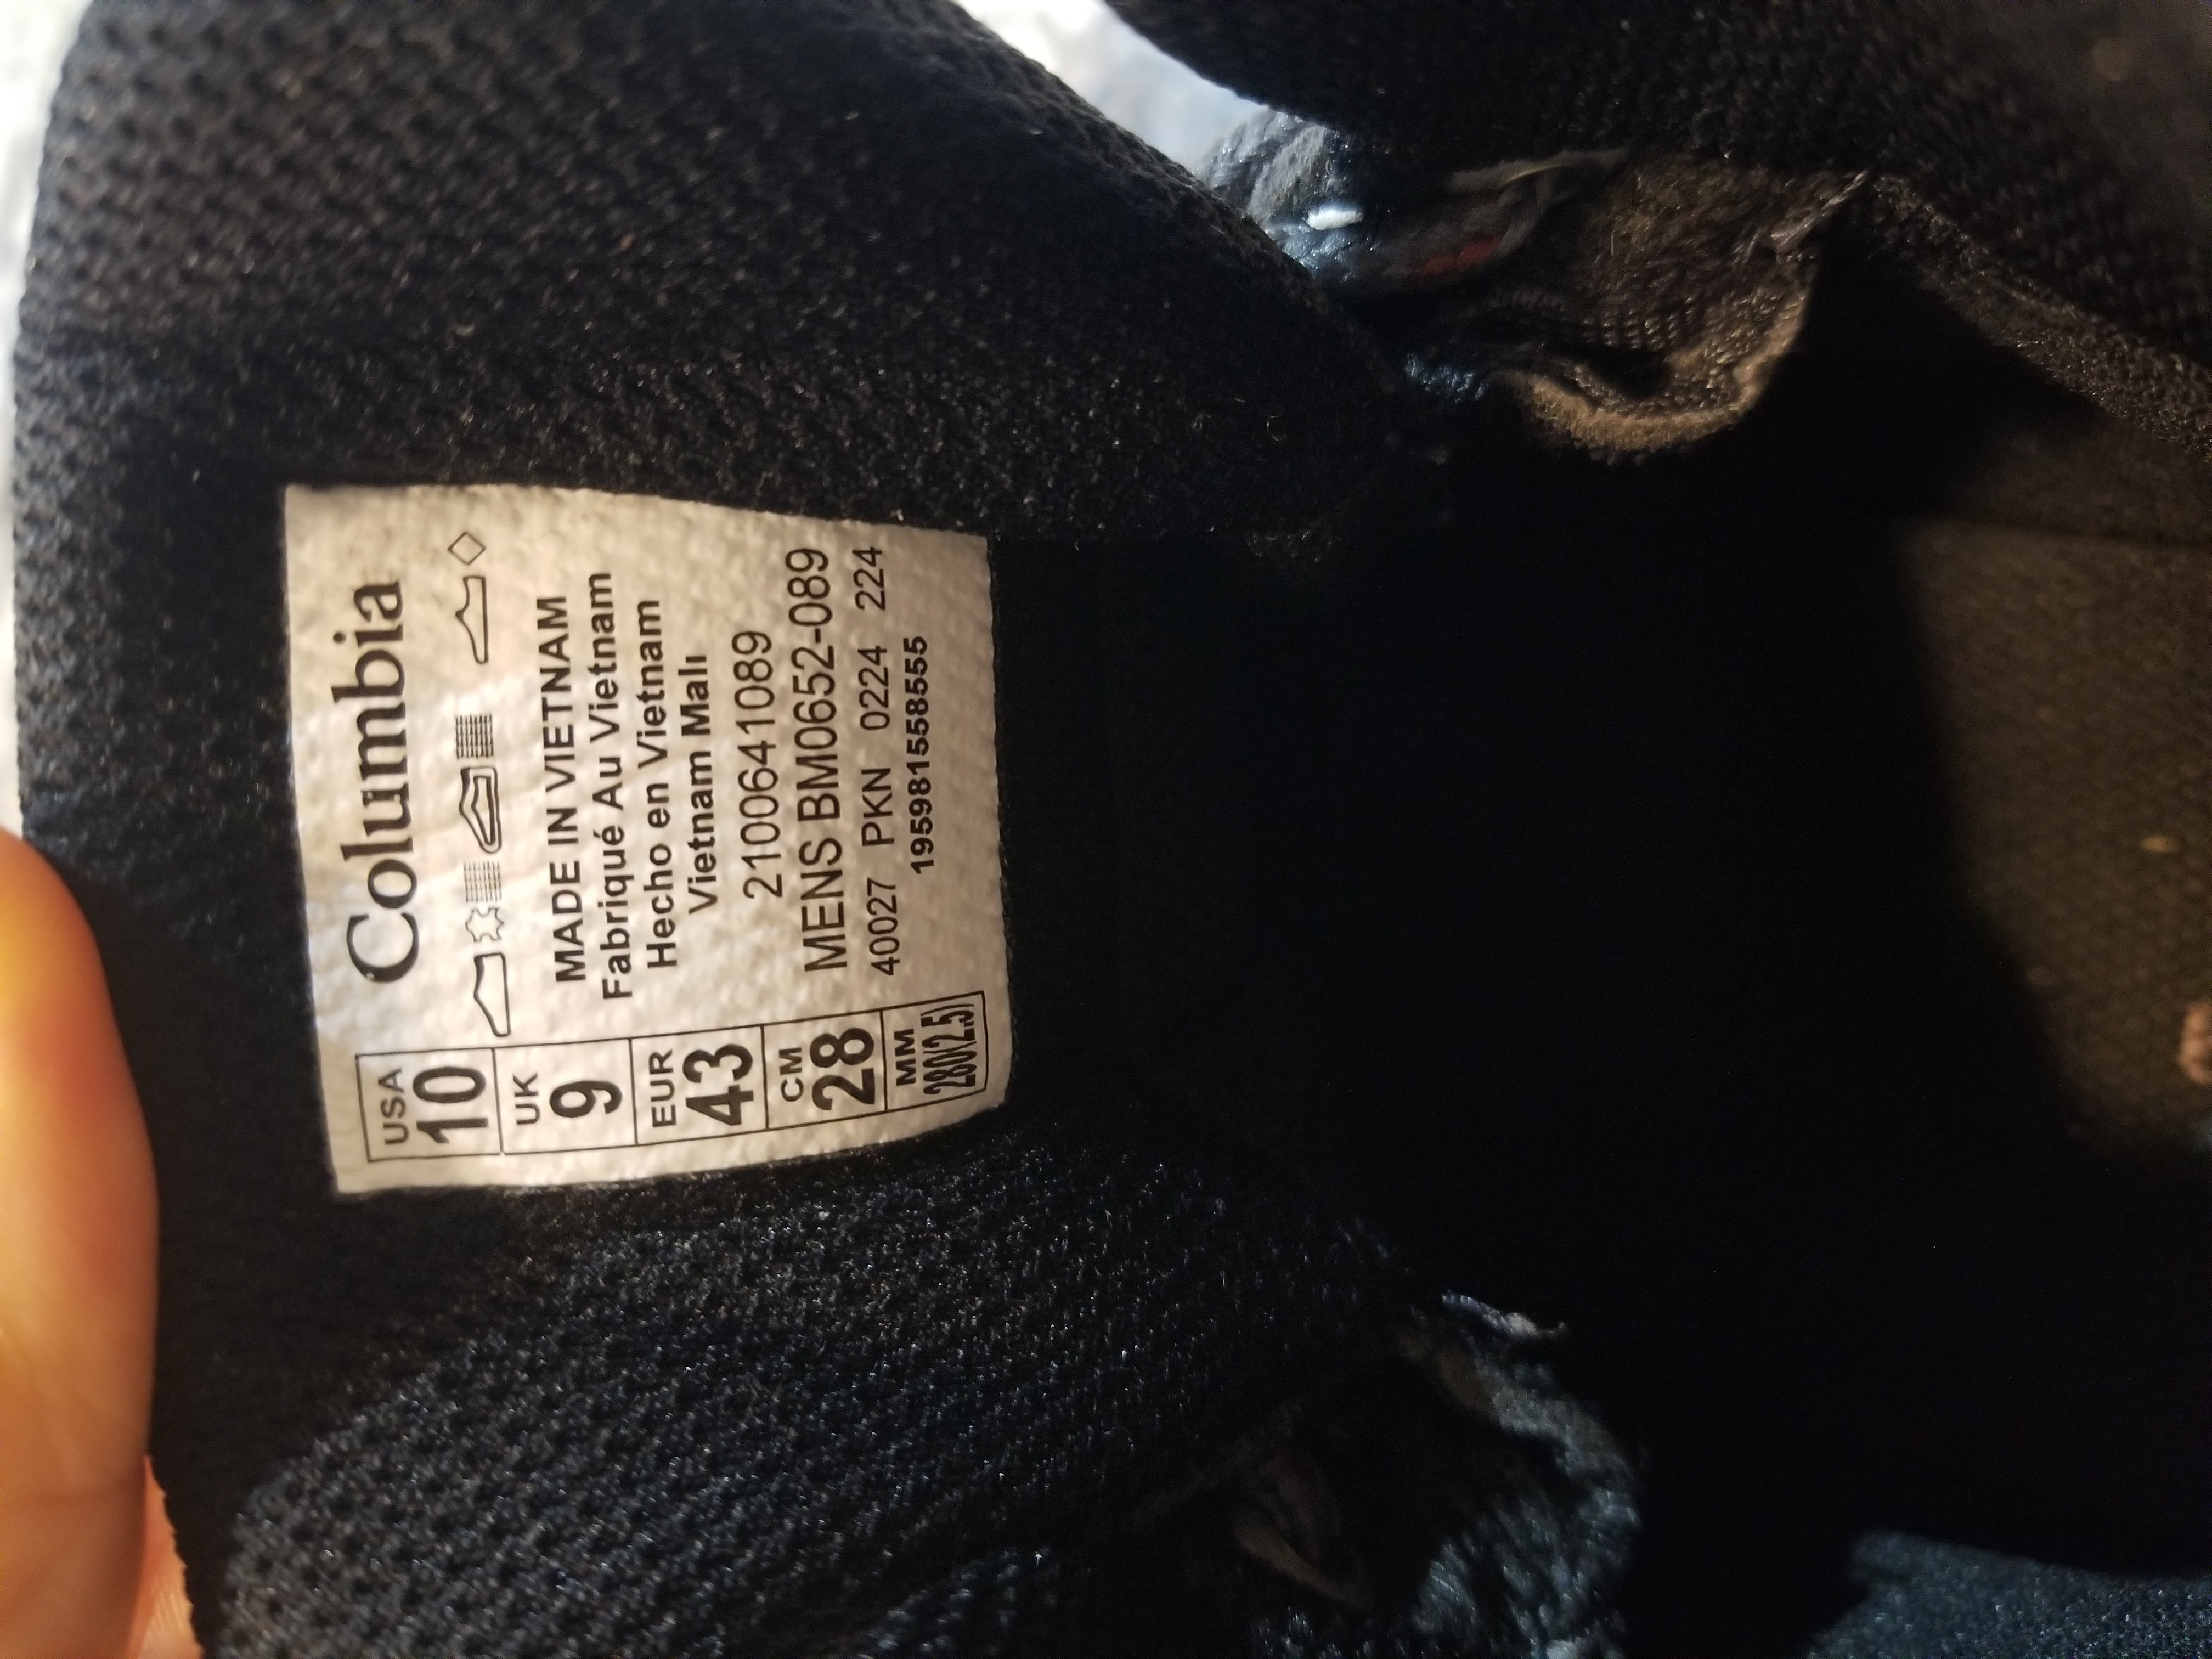 Columbia
MADE IN VIETNAM
Fabriqué Au Vietnam
Hecho en Vietnam
Vietnam Malı
2100641089
MENS BM0652-089
40027 PKN 0224 224
195981558555
USA
10
UK
9
EUR
43
CM
28
MM
280(2.5)